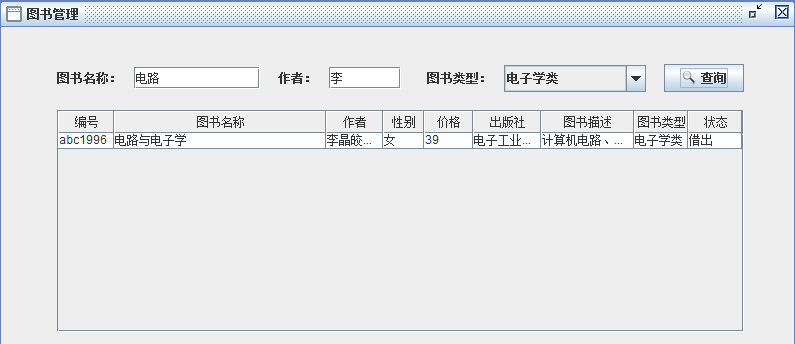 图书管理
图书名称： 电路 作者： 李 图书类型： 电子学类 查询
编号 图书名称 作者 性别 价格 出版社 图书描述 图书类型 状态
abc1996 电路与电子学 李晶皎... 女 39 电子工业... 计算机电路、... 电子学类 借出